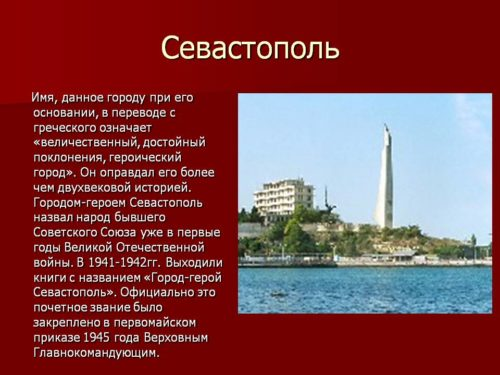 Севастополь
Имя, данное городу при его
основании, в переводе с
греческого означает
«величественный, достойный
поклонения, героический
город». Он оправдал его более
чем двухвековой историей.
Городом-героем Севастополь
назвал народ бывшего
Советского Союза уже в первые
годы Великой Отечественной
войны. В 1941-1942гг. Выходили
книги с названием «Город-герой
Севастополь». Официально это
почетное звание было
закреплено в первомайском
приказе 1945 года Верховным
Главнокомандующим.